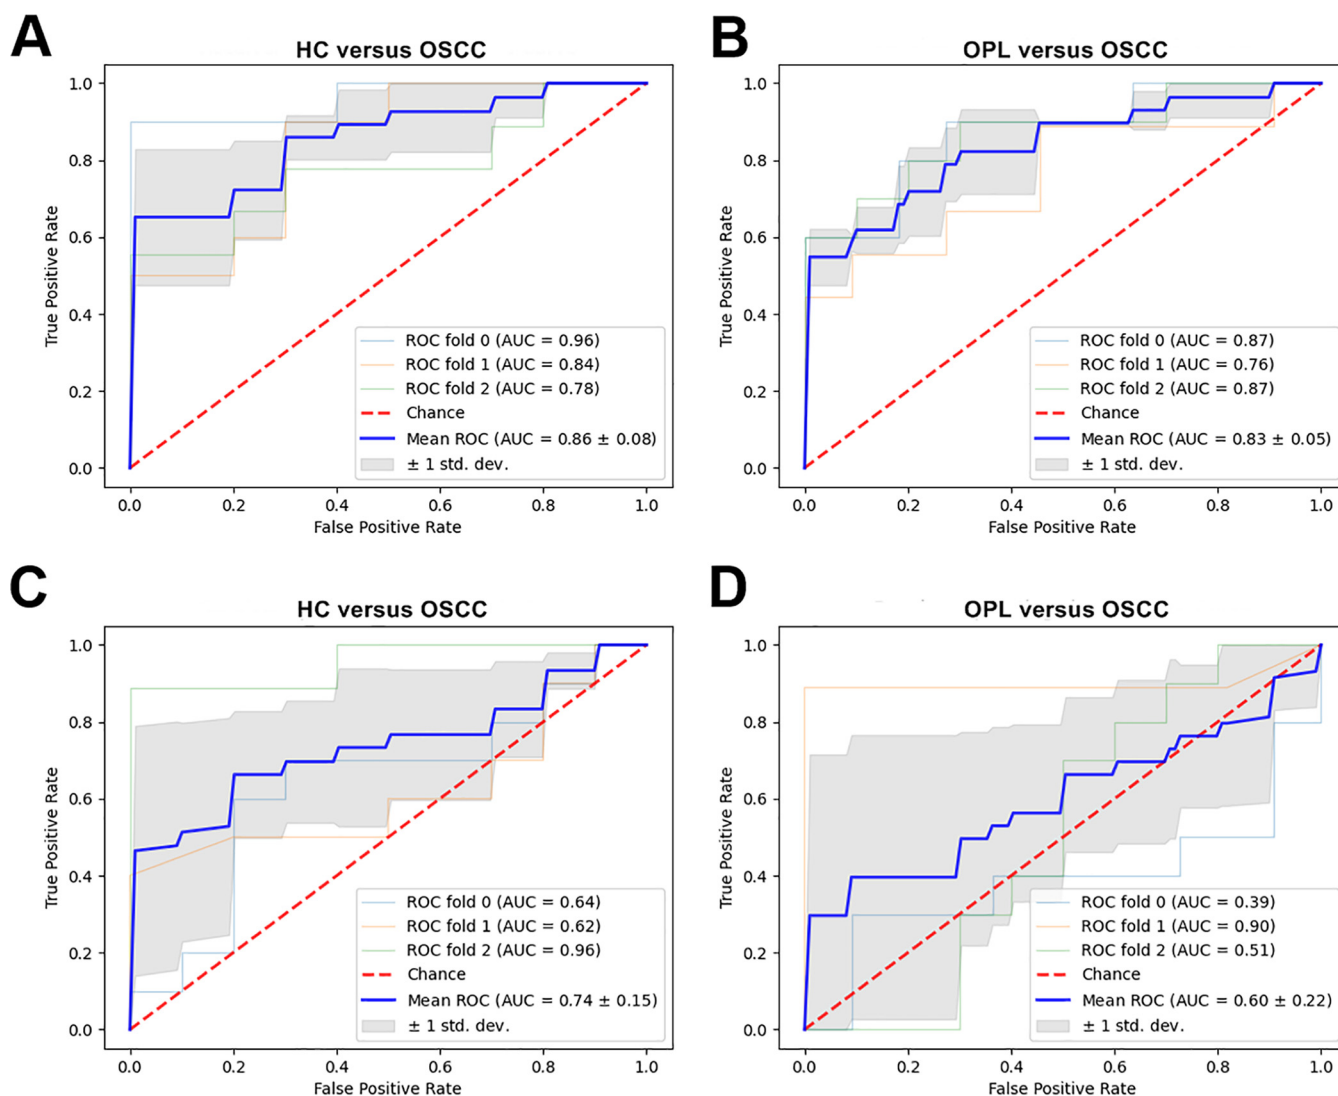 A
HC versus OSCC
True Positive Rate
1.0
0.8
0.6
0.4
0.2
0.0
ROC fold 0 (AUC = 0.96)
ROC fold 1 (AUC = 0.84)
ROC fold 2 (AUC = 0.78)
Chance
Mean ROC (AUC = 0.86 ± 0.08)
± 1 std. dev.
0.0 0.2 0.4 0.6 0.8 1.0
False Positive Rate
B
OPL versus OSCC
True Positive Rate
1.0
0.8
0.6
0.4
0.2
0.0
ROC fold 0 (AUC = 0.87)
ROC fold 1 (AUC = 0.76)
ROC fold 2 (AUC = 0.87)
Chance
Mean ROC (AUC = 0.83 ± 0.05)
± 1 std. dev.
0.0 0.2 0.4 0.6 0.8 1.0
False Positive Rate
C
HC versus OSCC
True Positive Rate
1.0
0.8
0.6
0.4
0.2
0.0
ROC fold 0 (AUC = 0.64)
ROC fold 1 (AUC = 0.62)
ROC fold 2 (AUC = 0.96)
Chance
Mean ROC (AUC = 0.74 ± 0.15)
± 1 std. dev.
0.0 0.2 0.4 0.6 0.8 1.0
False Positive Rate
D
OPL versus OSCC
True Positive Rate
1.0
0.8
0.6
0.4
0.2
0.0
ROC fold 0 (AUC = 0.39)
ROC fold 1 (AUC = 0.90)
ROC fold 2 (AUC = 0.51)
Chance
Mean ROC (AUC = 0.60 ± 0.22)
± 1 std. dev.
0.0 0.2 0.4 0.6 0.8 1.0
False Positive Rate